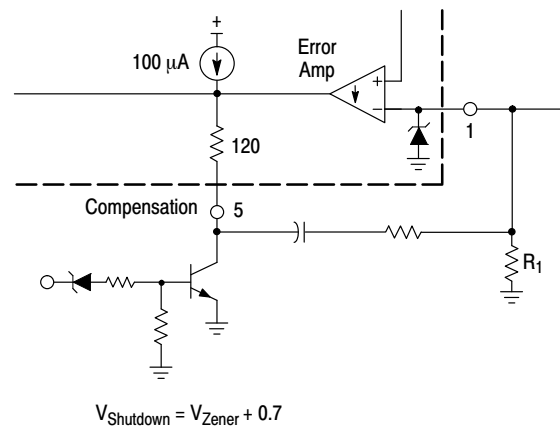 +
100 μA
Error
Amp
+
−
1
120
Compensation
5
R1
VShutdown = VZener + 0.7